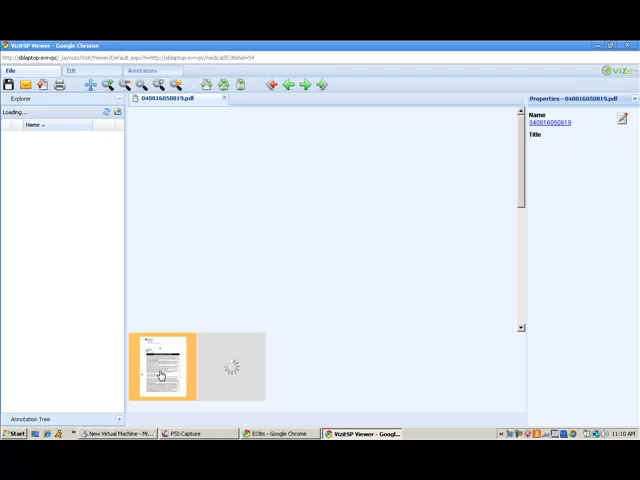 VizitSP Viewer - Google Chrome
File
Edit
Annotations
VIZIT
Explorer
040816050819.pdf
Properties - 040816050819.pdf
Loading...
Name
Name
040816050819
Title
Annotation Tree
Start
New Virtual Machine - Mi...
PSI:Capture
EOBs - Google Chrome
VizitSP Viewer - Googl...
11:10 AM